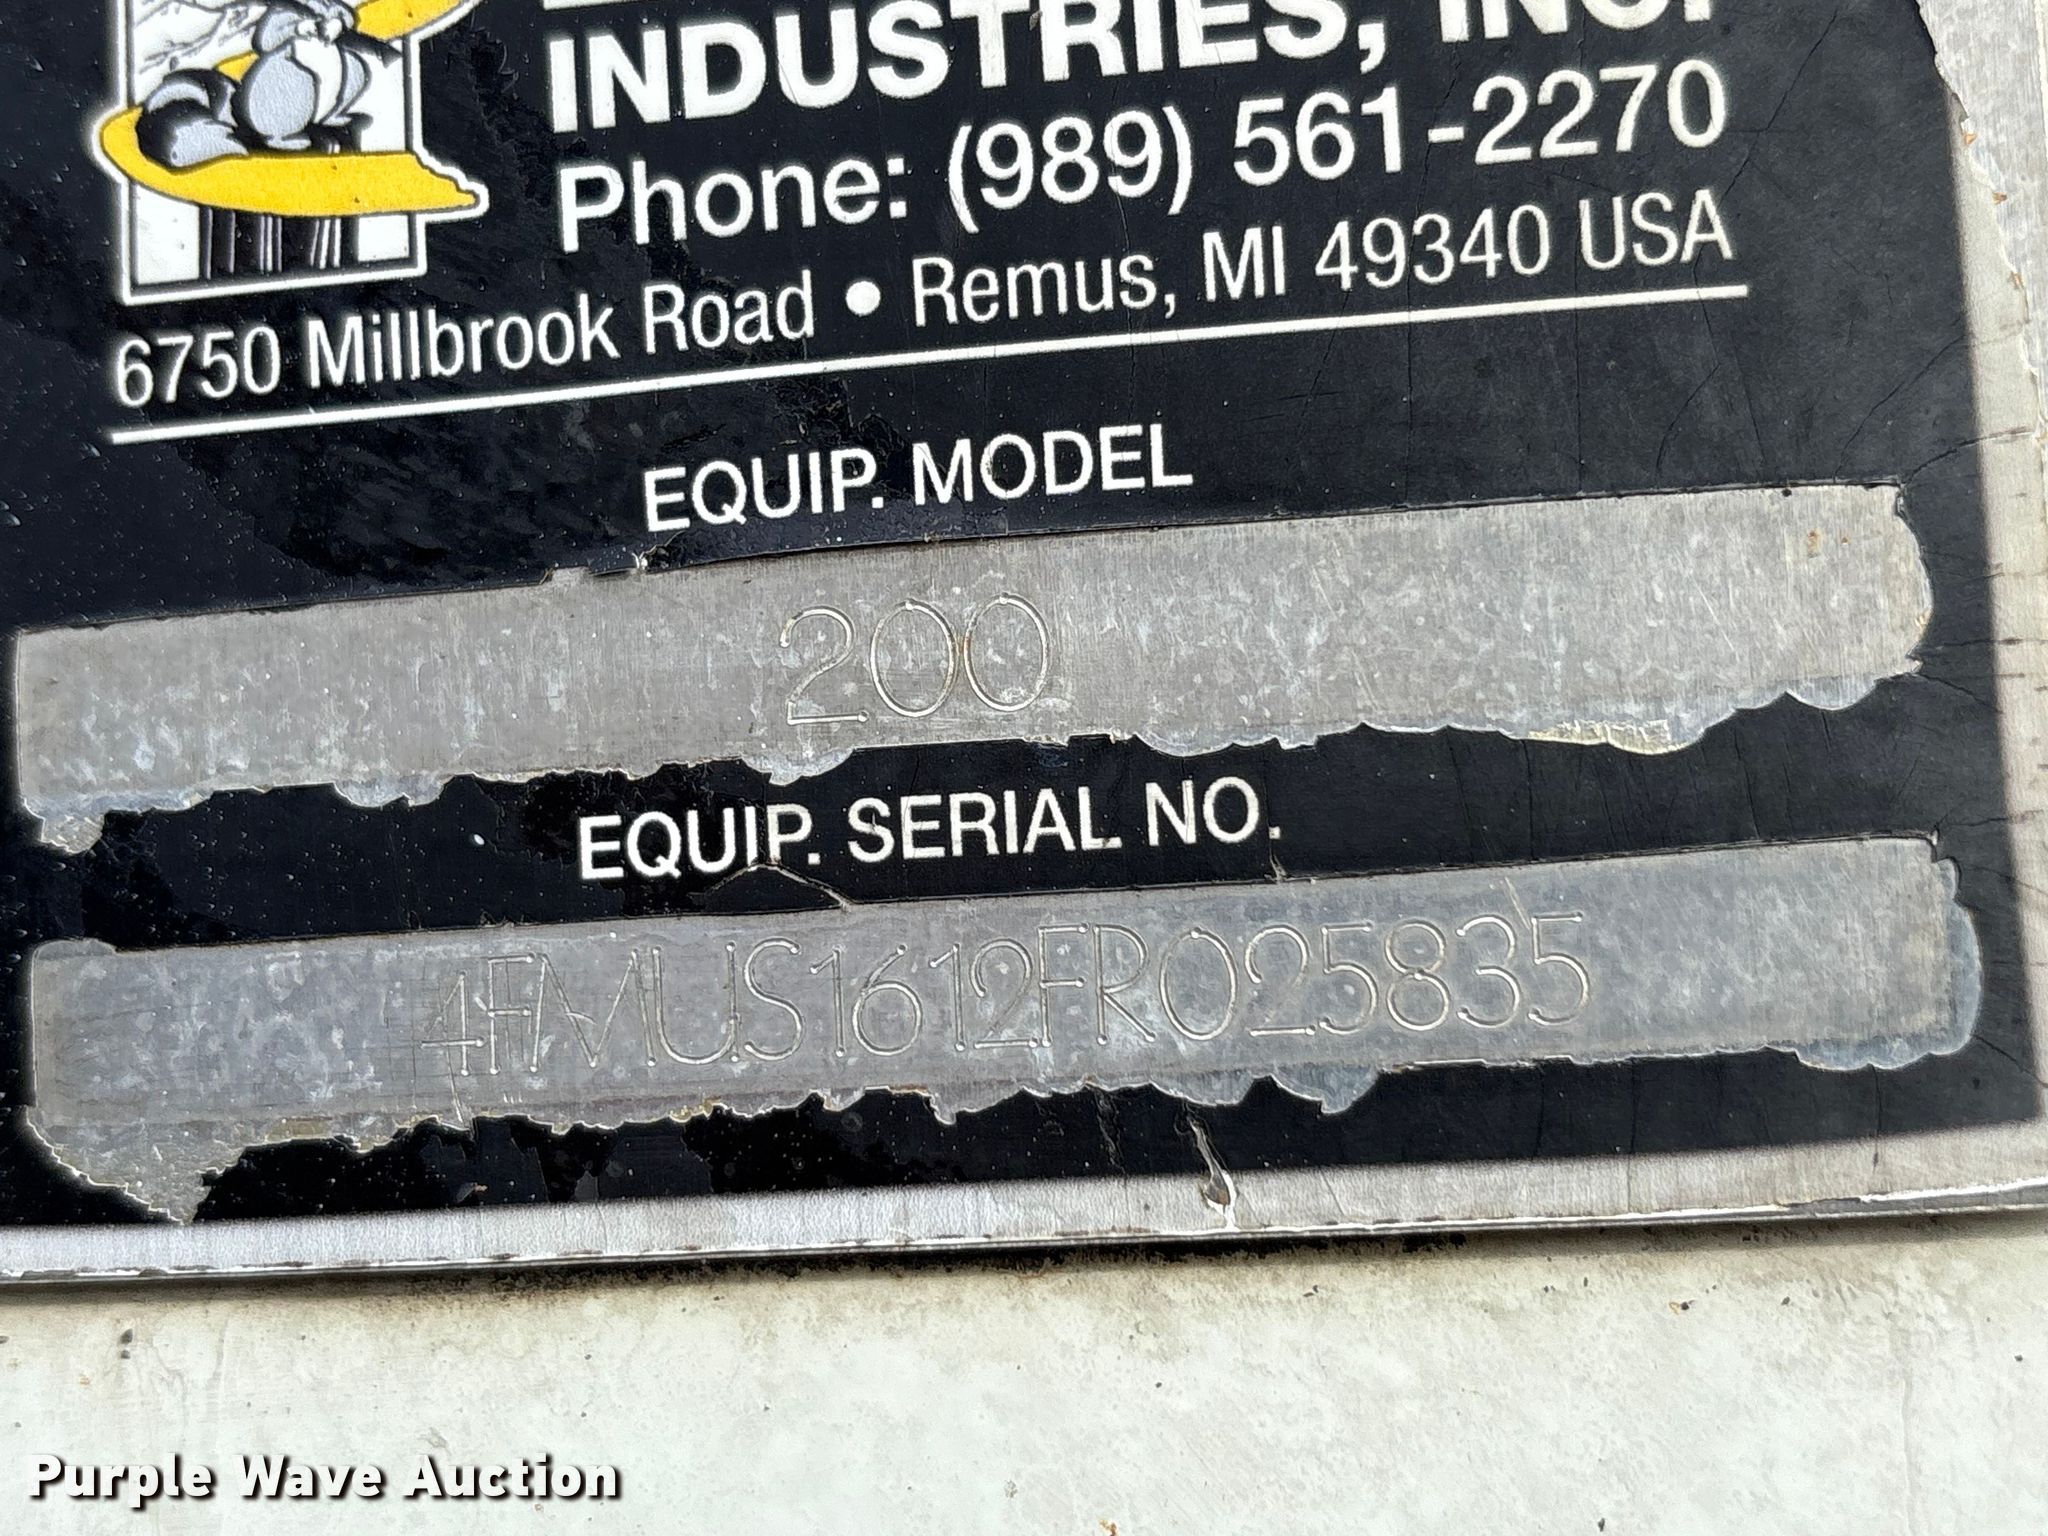 INDUSTRIES, INC.
Phone: (989) 561-2270
6750 Millbrook Road • Remus, MI 49340 USA
EQUIP. MODEL
200
EQUIP. SERIAL NO.
4FMUS1612FR025835
Purple Wave Auction